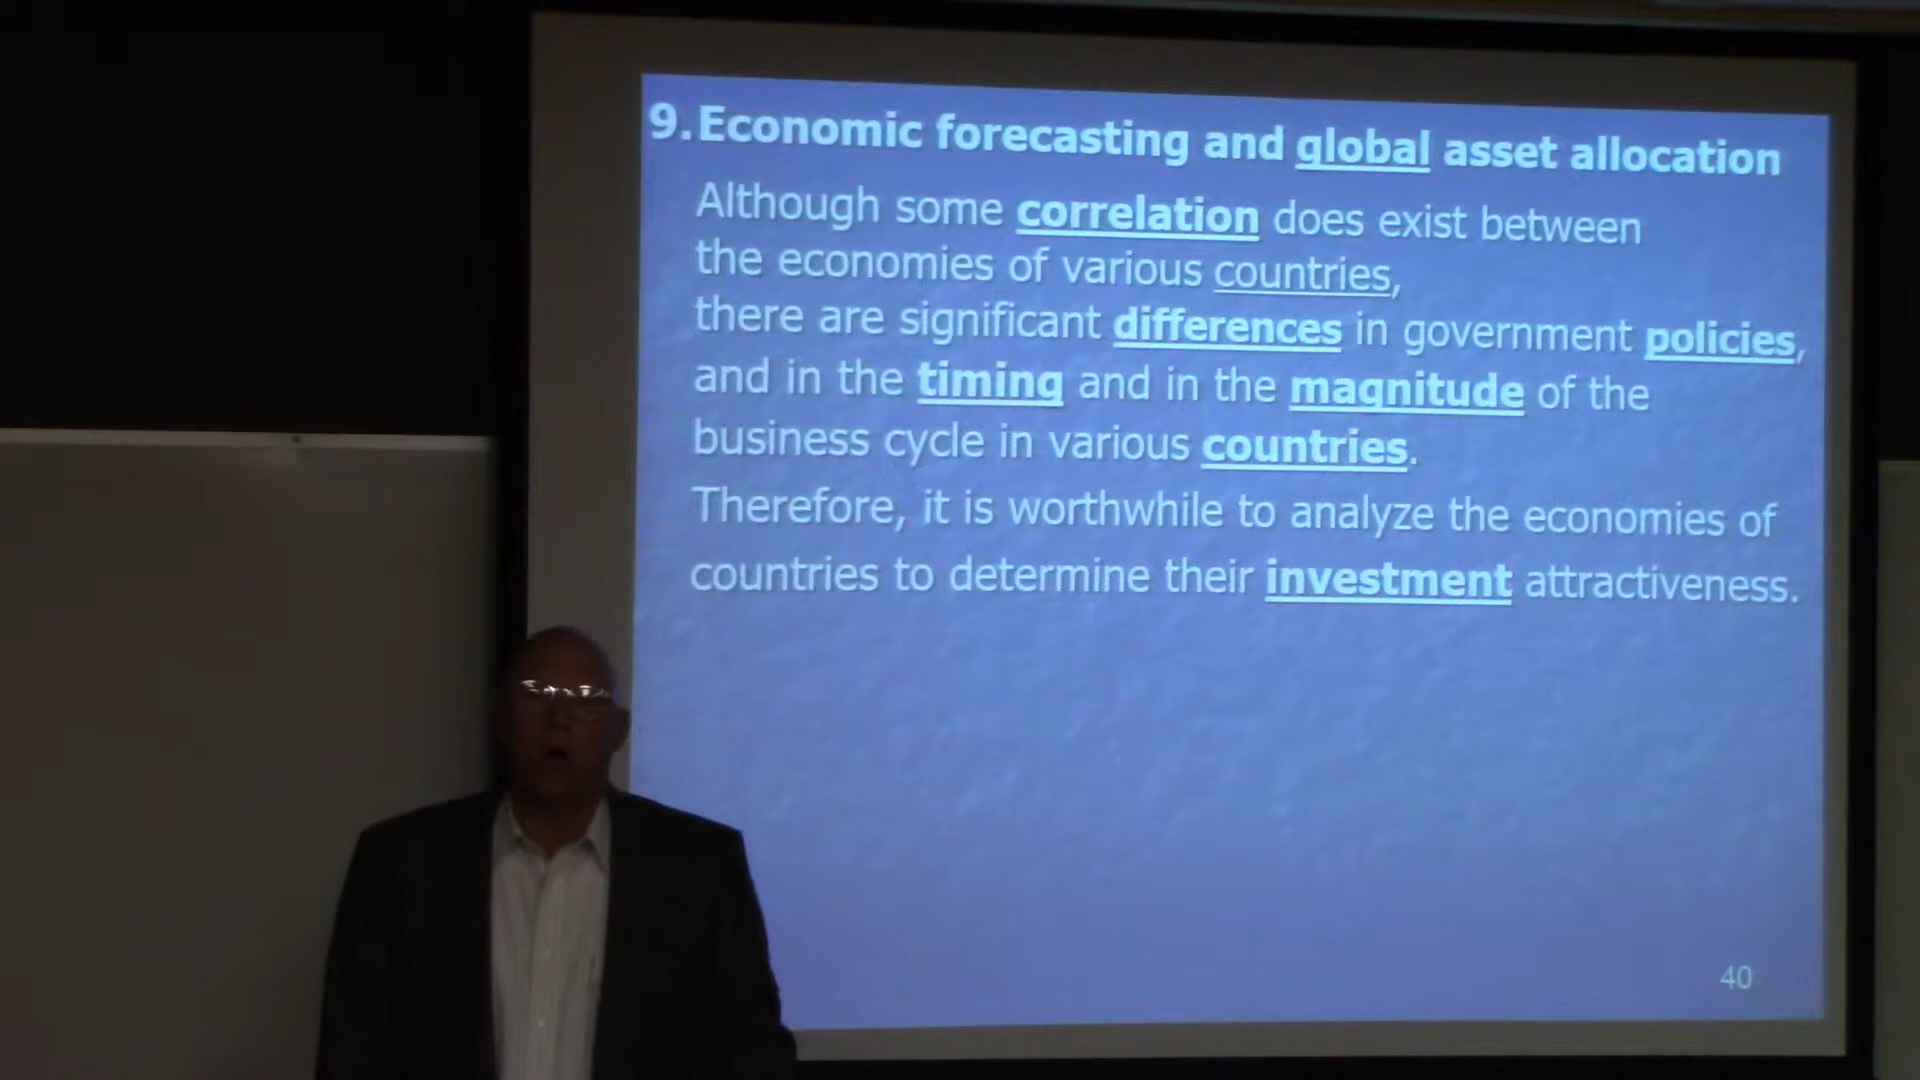 9. Economic forecasting and global asset allocation
Although some correlation does exist between
the economies of various countries,
there are significant differences in government policies,
and in the timing and in the magnitude of the
business cycle in various countries.
Therefore, it is worthwhile to analyze the economies of
countries to determine their investment attractiveness.
40